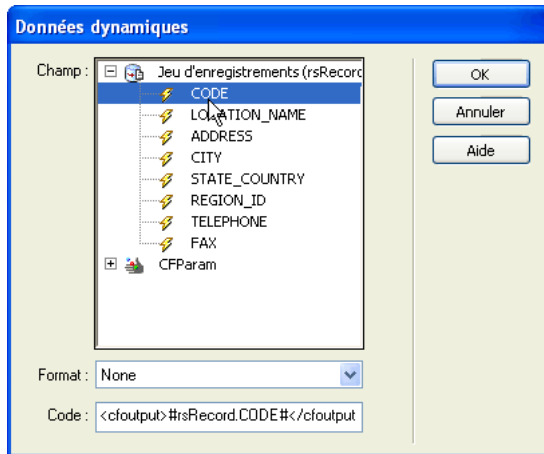 Données dynamiques
Champ :
Jeu d'enregistrements (rsRecord
CODE
LOCATION_NAME
ADDRESS
CITY
STATE_COUNTRY
REGION_ID
TELEPHONE
FAX
CFParam
OK
Annuler
Aide
Format : None
Code : <cfoutput>#rsRecord.CODE#</cfoutput